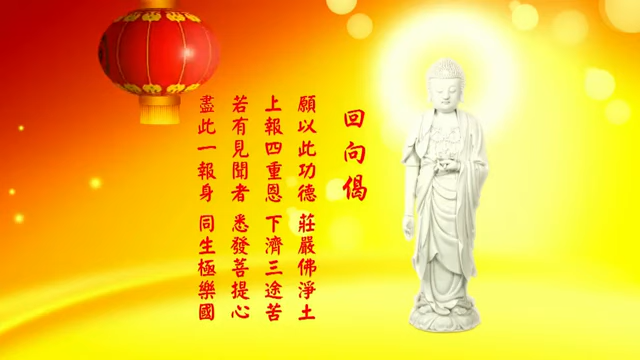 回向偈
願以此功德 莊嚴佛淨土
上報四重恩 下濟三途苦
若有見聞者 悉發菩提心
盡此一報身 同生極樂國